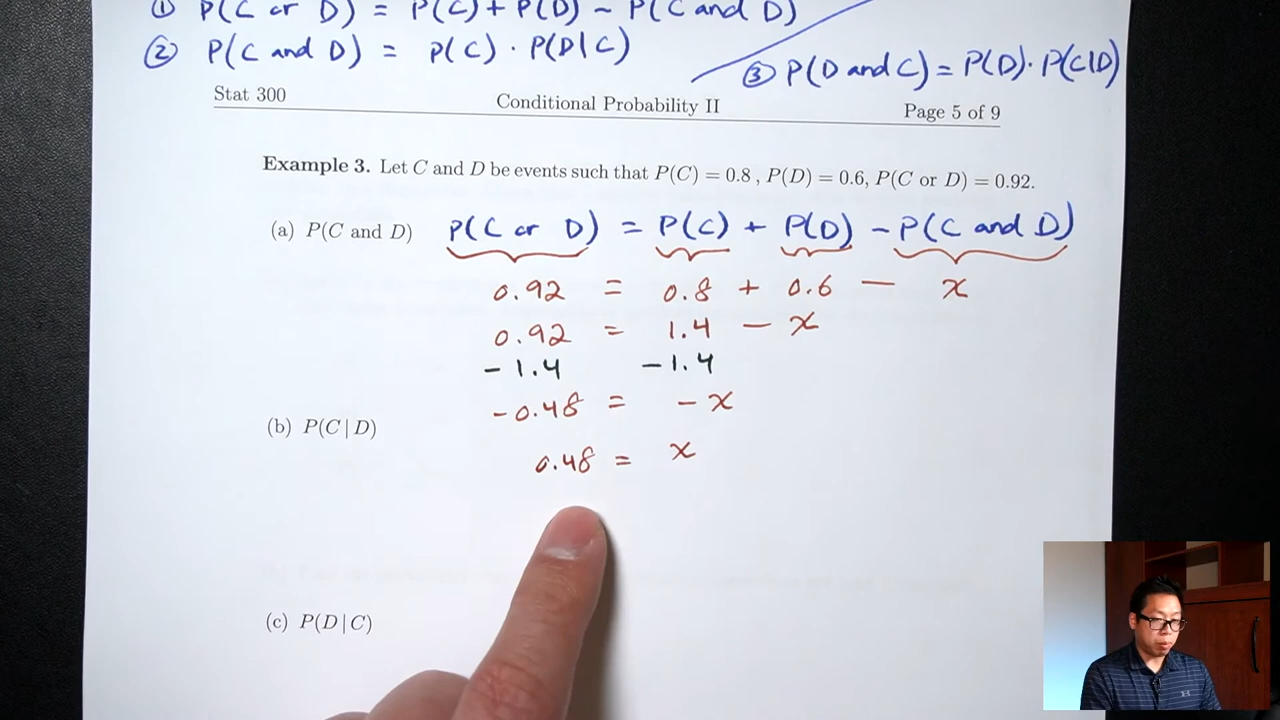 ① P(C or D) = P(C) + P(D) - P(C and D)
② P(C and D) = P(C) · P(D|C)
③ P(D and C) = P(D) · P(C|D)
Stat 300 Conditional Probability II Page 5 of 9
Example 3. Let C and D be events such that P(C) = 0.8, P(D) = 0.6, P(C or D) = 0.92.
(a) P(C and D) P(C or D) = P(C) + P(D) - P(C and D)
0.92 = 0.8 + 0.6 - x
0.92 = 1.4 - x
-1.4 -1.4
-0.48 = -x
(b) P(C | D)
0.48 = x
(c) P(D | C)